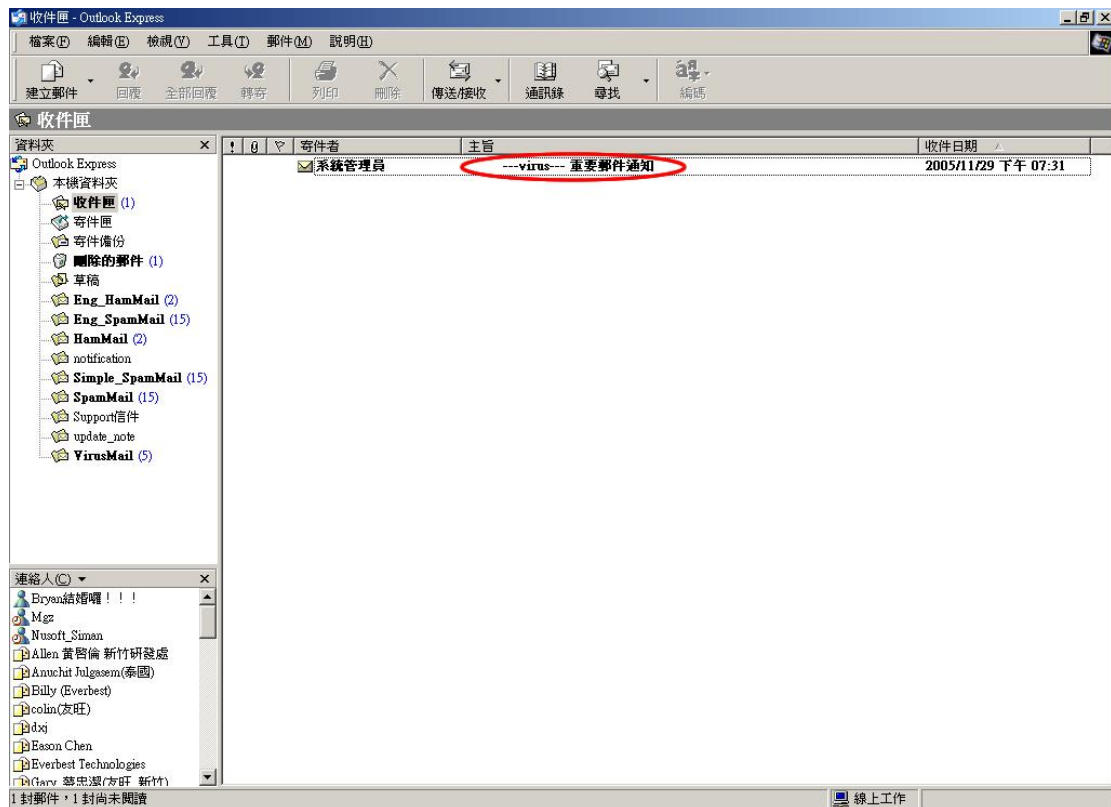 收件匣 - Outlook Express
檔案(F) 編輯(E) 檢視(V) 工具(T) 郵件(M) 說明(H)
建立郵件 回覆 全部回覆 轉寄 列印 刪除 傳送/接收 通訊錄 尋找 編碼
收件匣
資料夾
! 寄件者 主旨 收件日期
系統管理員 ---virus--- 重要郵件通知 2005/11/29 下午 07:31
Outlook Express
本機資料夾
收件匣 (1)
寄件匣
寄件備份
刪除的郵件 (1)
草稿
Eng_HamMail (2)
Eng_SpamMail (15)
HamMail (2)
notification
Simple_SpamMail (15)
SpamMail (15)
Support信件
update_note
VirusMail (5)
連絡人(C)
Bryan結婚囉！！！
Mgz
Nusoft_Siman
Allen 黃啓倫 新竹研發處
Anuchit Julgasem(泰國)
Billy (Everbest)
colin(友旺)
dxj
Eason Chen
Everbest Technologies
Gary 蔡忠潔(友旺 新竹)
1 封郵件，1 封尚未閱讀
線上工作